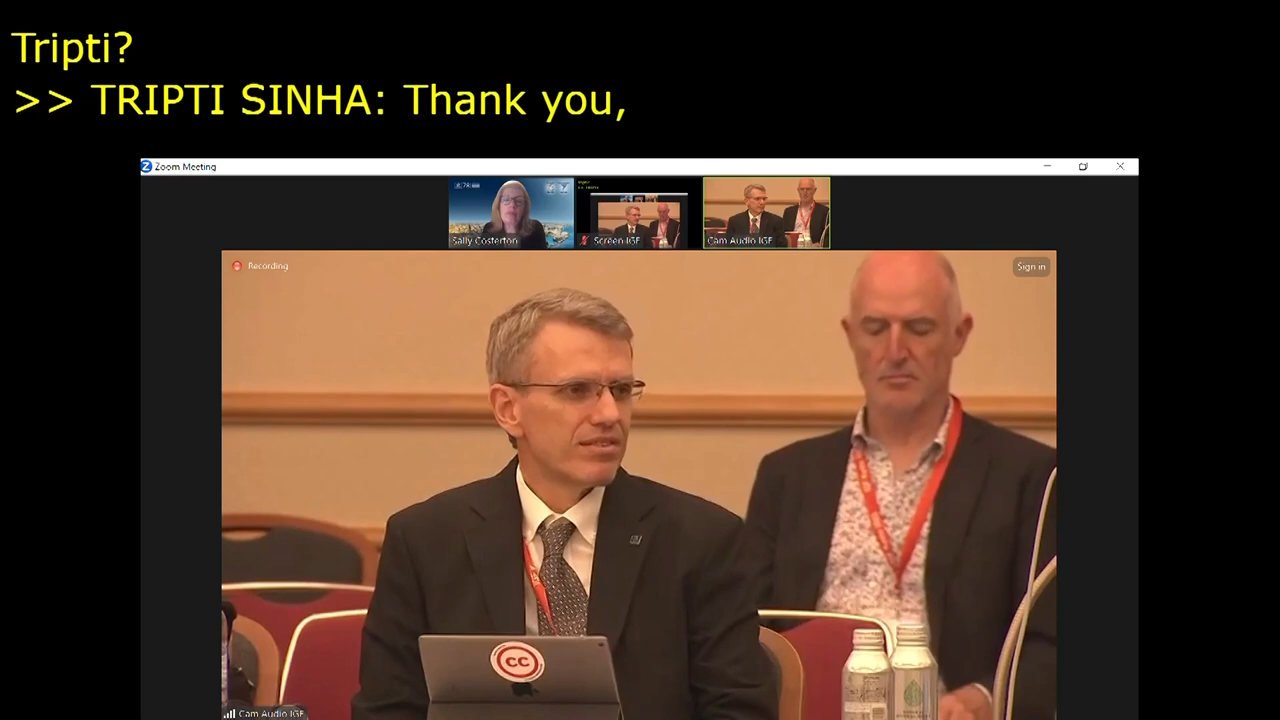 Tripti?
>> TRIPTI SINHA: Thank you,
Zoom Meeting
Sally Costerton
Screen IGF
Cam Audio IGF
Recording
Sign in
CC
Cam Audio IGF